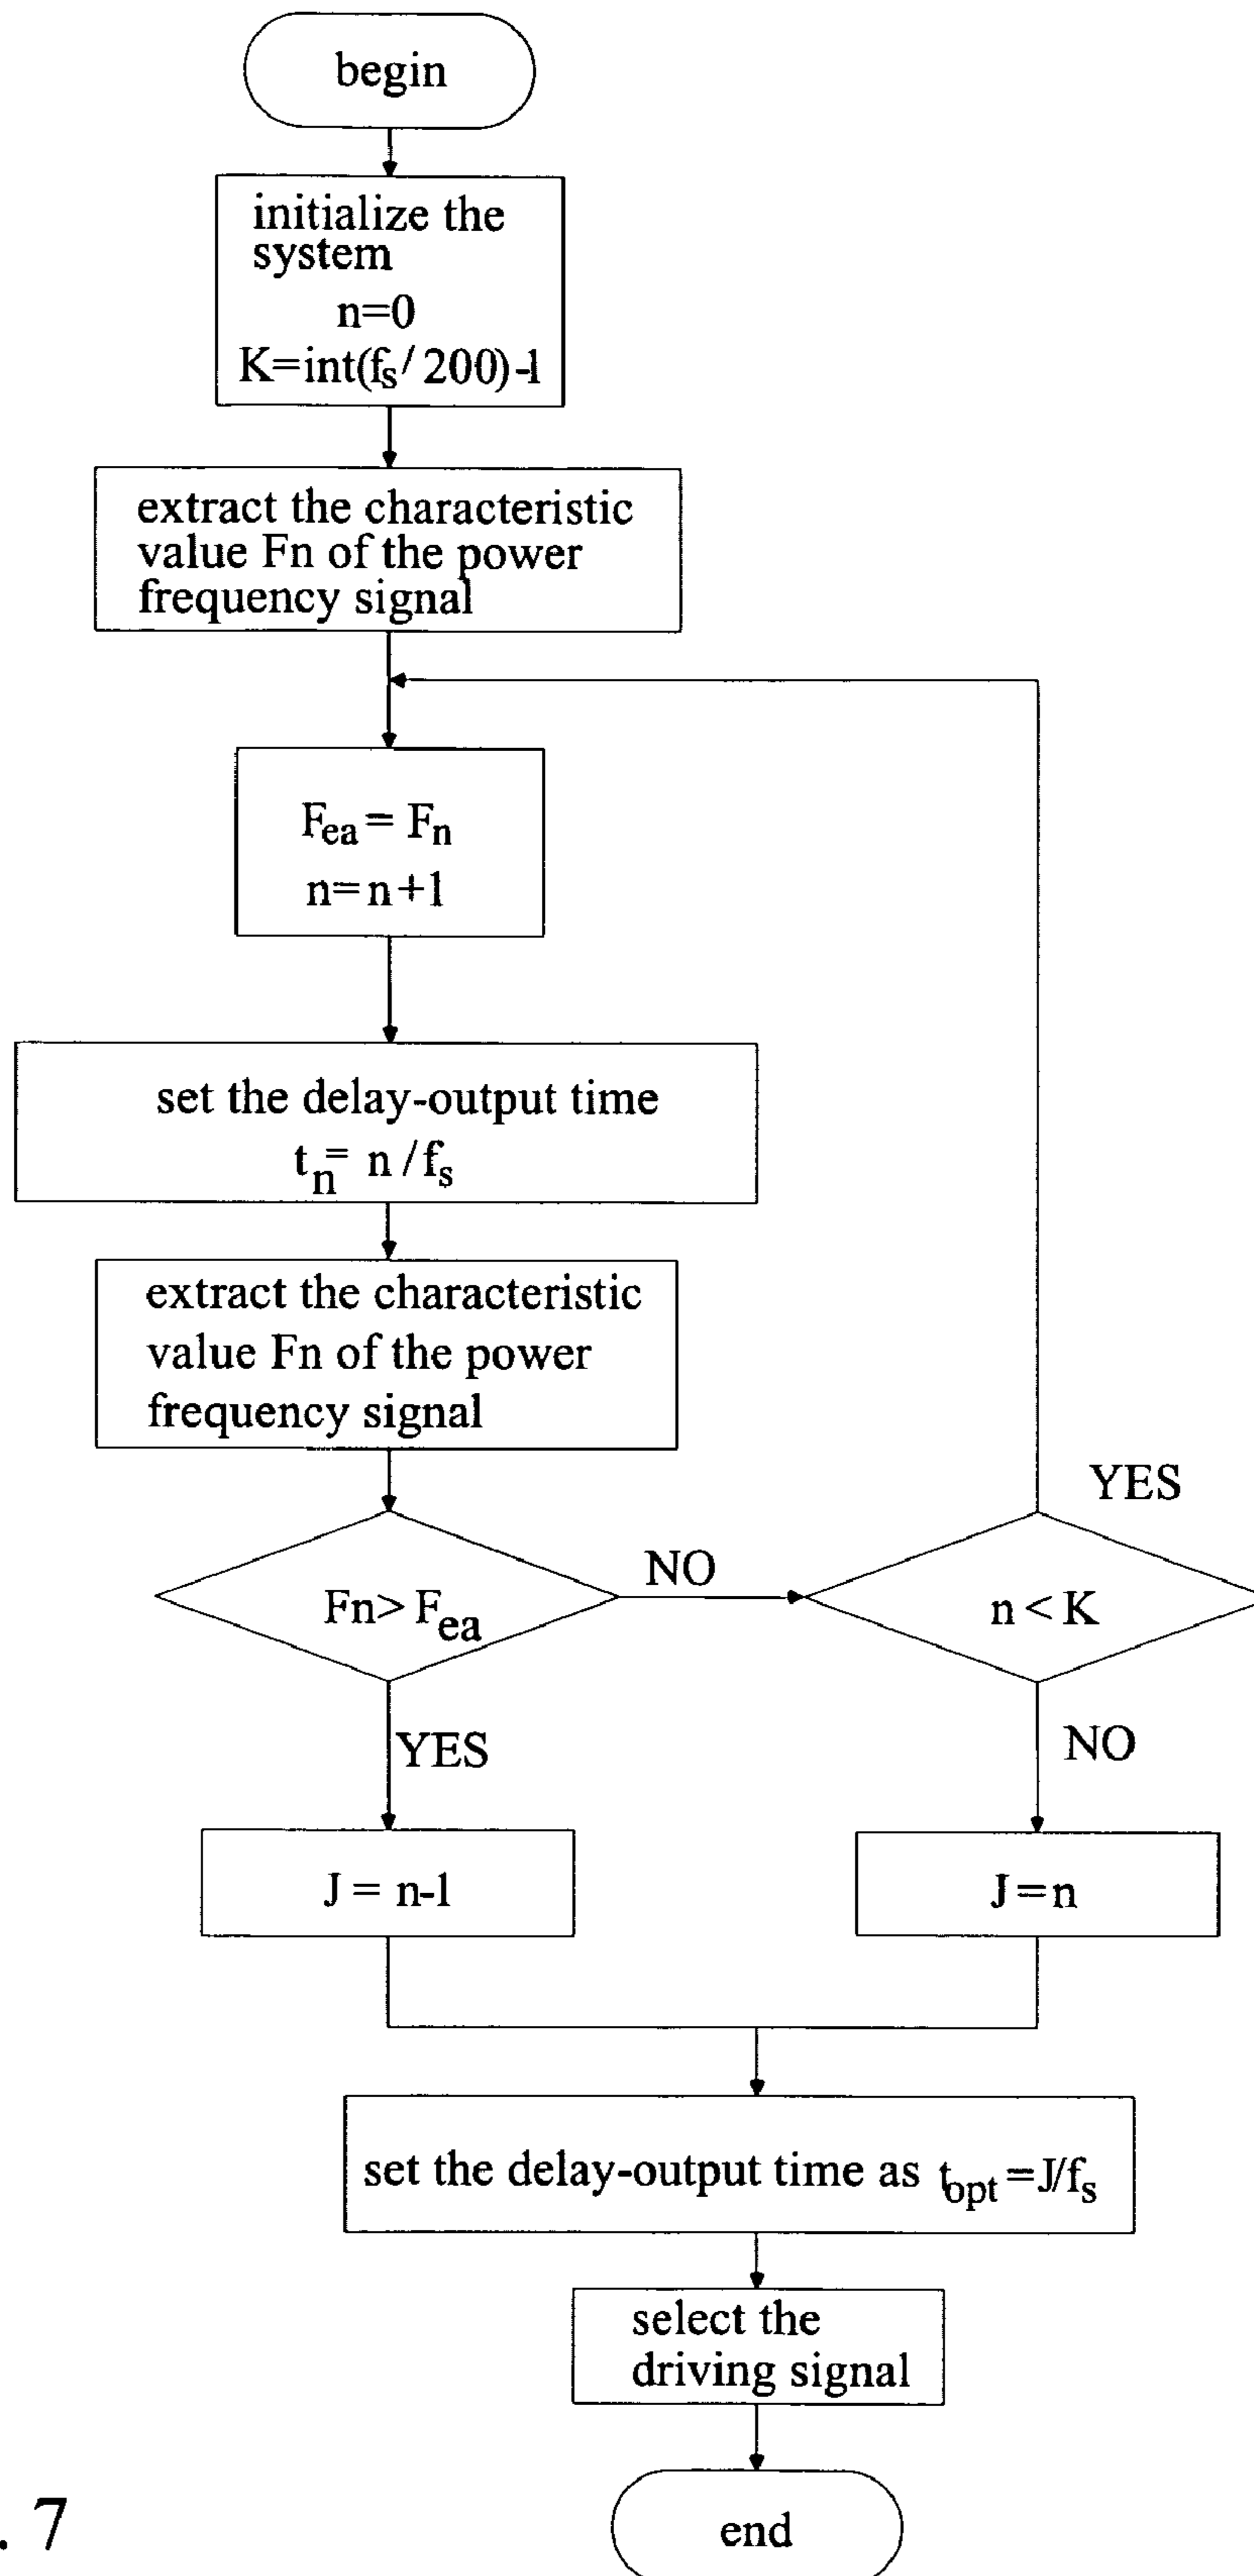 begin
initialize the
system
n=0
K=int(fs/200)-1
extract the characteristic
value Fn of the power
frequency signal
Fea = Fn
n=n+1
set the delay-output time
tn= n/fs
extract the characteristic
value Fn of the power
frequency signal
Fn> Fea
NO
n<K
YES
YES
NO
J = n-1
J=n
set the delay-output time as topt=J/fs
select the
driving signal
end
. 7